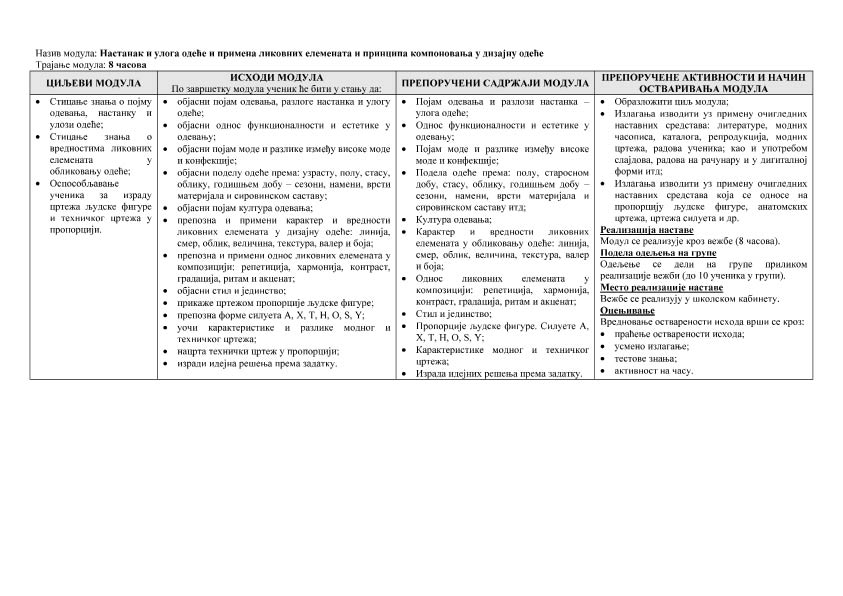 Назив модула: Настанак и улога одеће и примена ликовних елемената и принципа компоновања у дизајну одеће
Трајање модула: 8 часова
ЦИЉЕВИ МОДУЛА
• Стицање знања о појму
одевања, настанку и
улози одеће;
• Стицање знања о
вредностима ликовних
елемената у
обликовању одеће;
• Оспособљавање
ученика за израду
цртежа људске фигуре
и техничког цртежа у
пропорцији.
ИСХОДИ МОДУЛА
По завршетку модула ученик ће бити у стању да:
• објасни појам одевања, разлоге настанка и улогу
одеће;
• објасни однос функционалности и естетике у
одевању;
• објасни појам моде и разлике између високе моде
и конфекције;
• објасни поделу одеће према: узрасту, полу, стасу,
облику, годишњем добу – сезони, намени, врсти
материјала и сировинском саставу;
• објасни појам култура одевања;
• препозна и примени карактер и вредности
ликовних елемената у дизајну одеће: линија,
смер, облик, величина, текстура, валер и боја;
• препозна и примени однос ликовних елемената у
композицији: репетиција, хармонија, контраст,
градација, ритам и акценат;
• објасни стил и јединство;
• прикаже цртежом пропорције људске фигуре;
• препозна форме силуета A, X, T, H, O, S, Y;
• уочи карактеристике и разлике модног и
техничког цртежа;
• нацрта технички цртеж у пропорцији;
• изради идејна решења према задатку.
ПРЕПОРУЧЕНИ САДРЖАЈИ МОДУЛА
• Појам одевања и разлози настанка –
улога одеће;
• Однос функционалности и естетике у
одевању;
• Појам моде и разлике између високе
моде и конфекције;
• Подела одеће према: полу, старосном
добу, стасу, облику, годишњем добу –
сезони, намени, врсти материјала и
сировинском саставу итд;
• Култура одевања;
• Карактер и вредности ликовних
елемената у обликовању одеће: линија,
смер, облик, величина, текстура, валер
и боја;
• Однос ликовних елемената у
композицији: репетиција, хармонија,
контраст, градација, ритам и акценат;
• Стил и јединство;
• Пропорције људске фигуре. Силуете A,
X, T, H, O, S, Y;
• Карактеристике модног и техничког
цртежа;
• Израда идејних решења према задатку.
ПРЕПОРУЧЕНЕ АКТИВНОСТИ И НАЧИН
ОСТВАРИВАЊА МОДУЛА
• Образложити циљ модула;
• Излагања изводити уз примену очигледних
наставних средстава: литературе, модних
часописа, каталога, репродукција, модних
цртежа, радова ученика; као и употребом
слајдова, радова на рачунару и у дигиталној
форми итд;
• Излагања изводити уз примену очигледних
наставних средстава која се односе на
пропорцију људске фигуре, анатомских
цртежа, цртежа силуета и др.
Реализација наставе
Модул се реализује кроз вежбе (8 часова).
Подела одељења на групе
Одељење се дели на групе приликом
реализације вежби (до 10 ученика у групи).
Место реализације наставе
Вежбе се реализују у школском кабинету.
Оцењивање
Вредновање остварености исхода врши се кроз:
• праћење остварености исхода;
• усмено излагање;
• тестове знања;
• активност на часу.